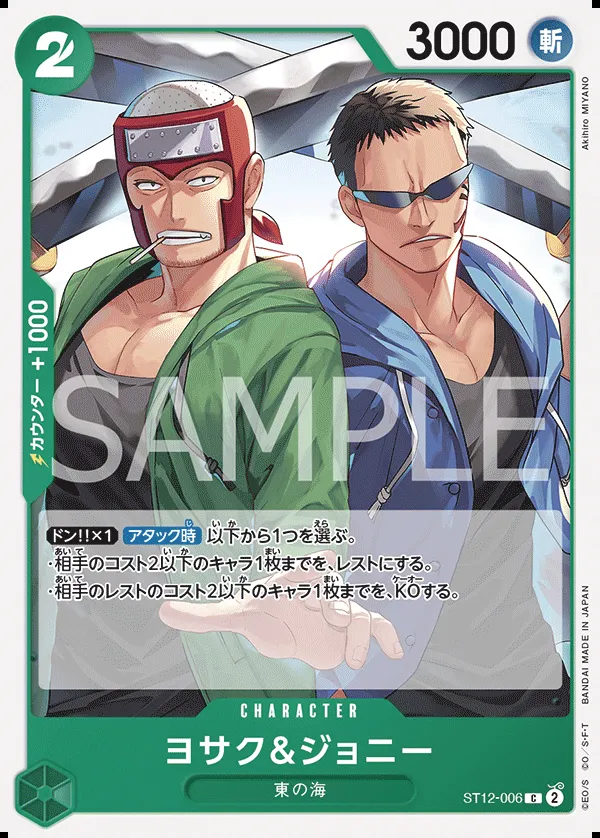 2
3000
斬
Akihiro MIYANO
カウンター +1000
SAMPLE
ドン!!×1 アタック時 以下から1つを選ぶ。
・相手のコスト2以下のキャラ1枚までを、レストにする。
・相手のレストのコスト2以下のキャラ1枚までを、KOする。
CHARACTER
ヨサク&ジョニー
東の海
ST12-006 C 2
©E.O/S ©O/S・F・T BANDAI MADE IN JAPAN